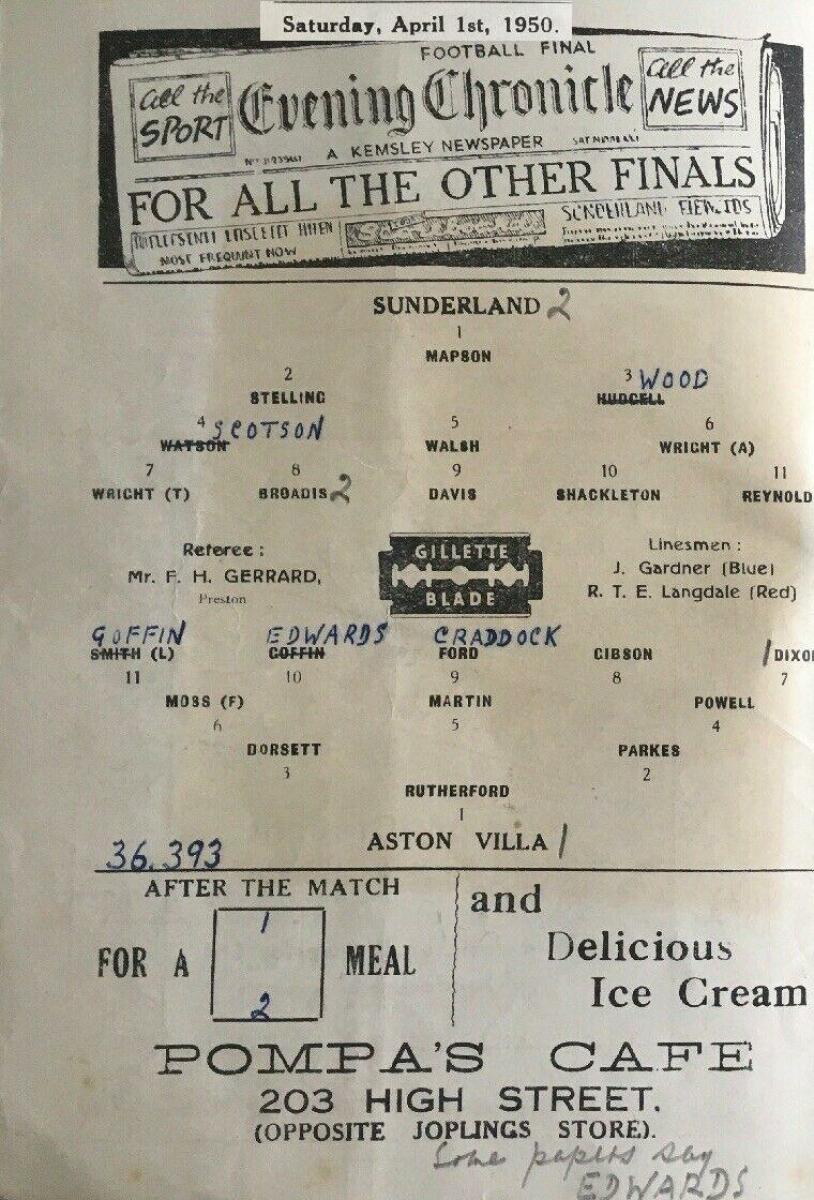 Saturday, April 1st, 1950.
FOOTBALL FINAL
all the SPORT
Evening Chronicle
all the NEWS
A KEMSLEY NEWSPAPER
FOR ALL THE OTHER FINALS
MOST FREQUENT NOW
SUNDERLAND 2
1
MAPSON
2 3 WOOD
STELLING HUDGELL
4 SCOTSON 5 6
WATSON WALSH WRIGHT (A)
7 8 9 10 11
WRIGHT (T) BROADIS 2 DAVIS SHACKLETON REYNOLD
Referee : GILLETTE Linesmen :
Mr. F. H. GERRARD, J. Gardner (Blue)
Preston BLADE R. T. E. Langdale (Red)
GOFFIN EDWARDS CRADDOCK
SMITH (L) GOFFIN FORD GIBSON / DIXO
11 10 9 8 7
MOSS (F) MARTIN POWELL
6 5 4
DORSETT PARKES
3 2
RUTHERFORD
1
ASTON VILLA 1
36.393
AFTER THE MATCH and
1
FOR A MEAL Delicious
2 Ice Cream
POMPA'S CAFE
203 HIGH STREET.
(OPPOSITE JOPLINGS STORE).
Some papers say
EDWARDS